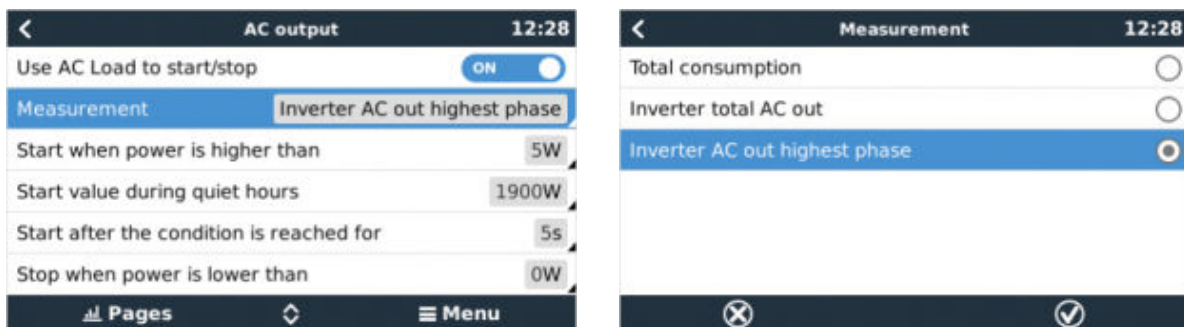 AC output 12:28
Use AC Load to start/stop ON
Measurement Inverter AC out highest phase
Start when power is higher than 5W
Start value during quiet hours 1900W
Start after the condition is reached for 5s
Stop when power is lower than 0W
Pages Menu
Measurement 12:28
Total consumption
Inverter total AC out
Inverter AC out highest phase